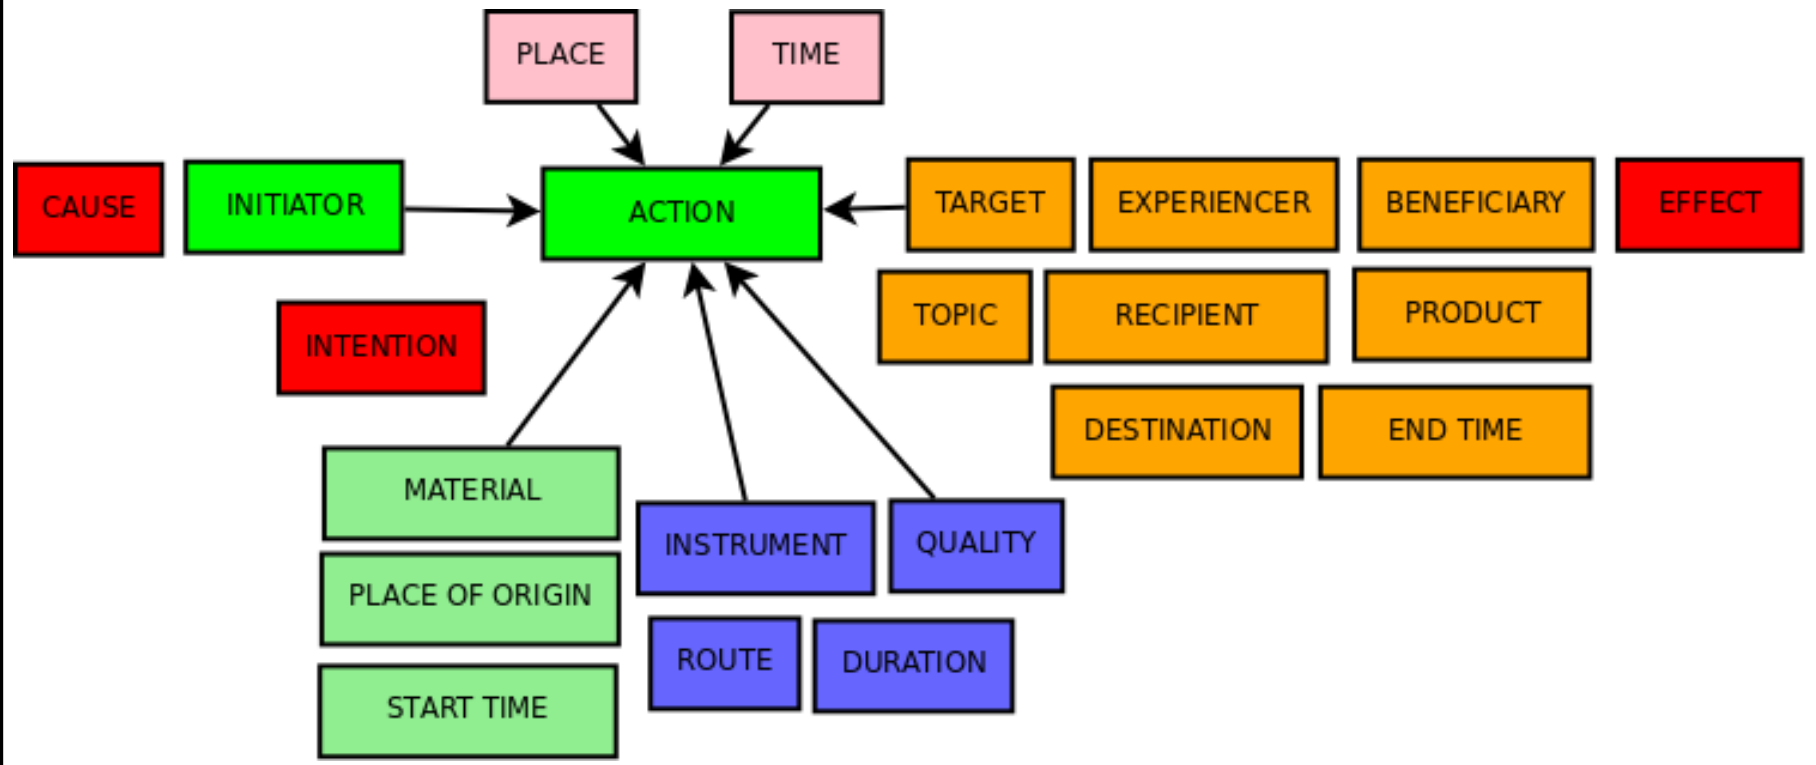 PLACE
TIME
CAUSE
INITIATOR
ACTION
TARGET
EXPERIENCER
BENEFICIARY
EFFECT
TOPIC
RECIPIENT
PRODUCT
INTENTION
DESTINATION
END TIME
MATERIAL
INSTRUMENT
QUALITY
PLACE OF ORIGIN
ROUTE
DURATION
START TIME